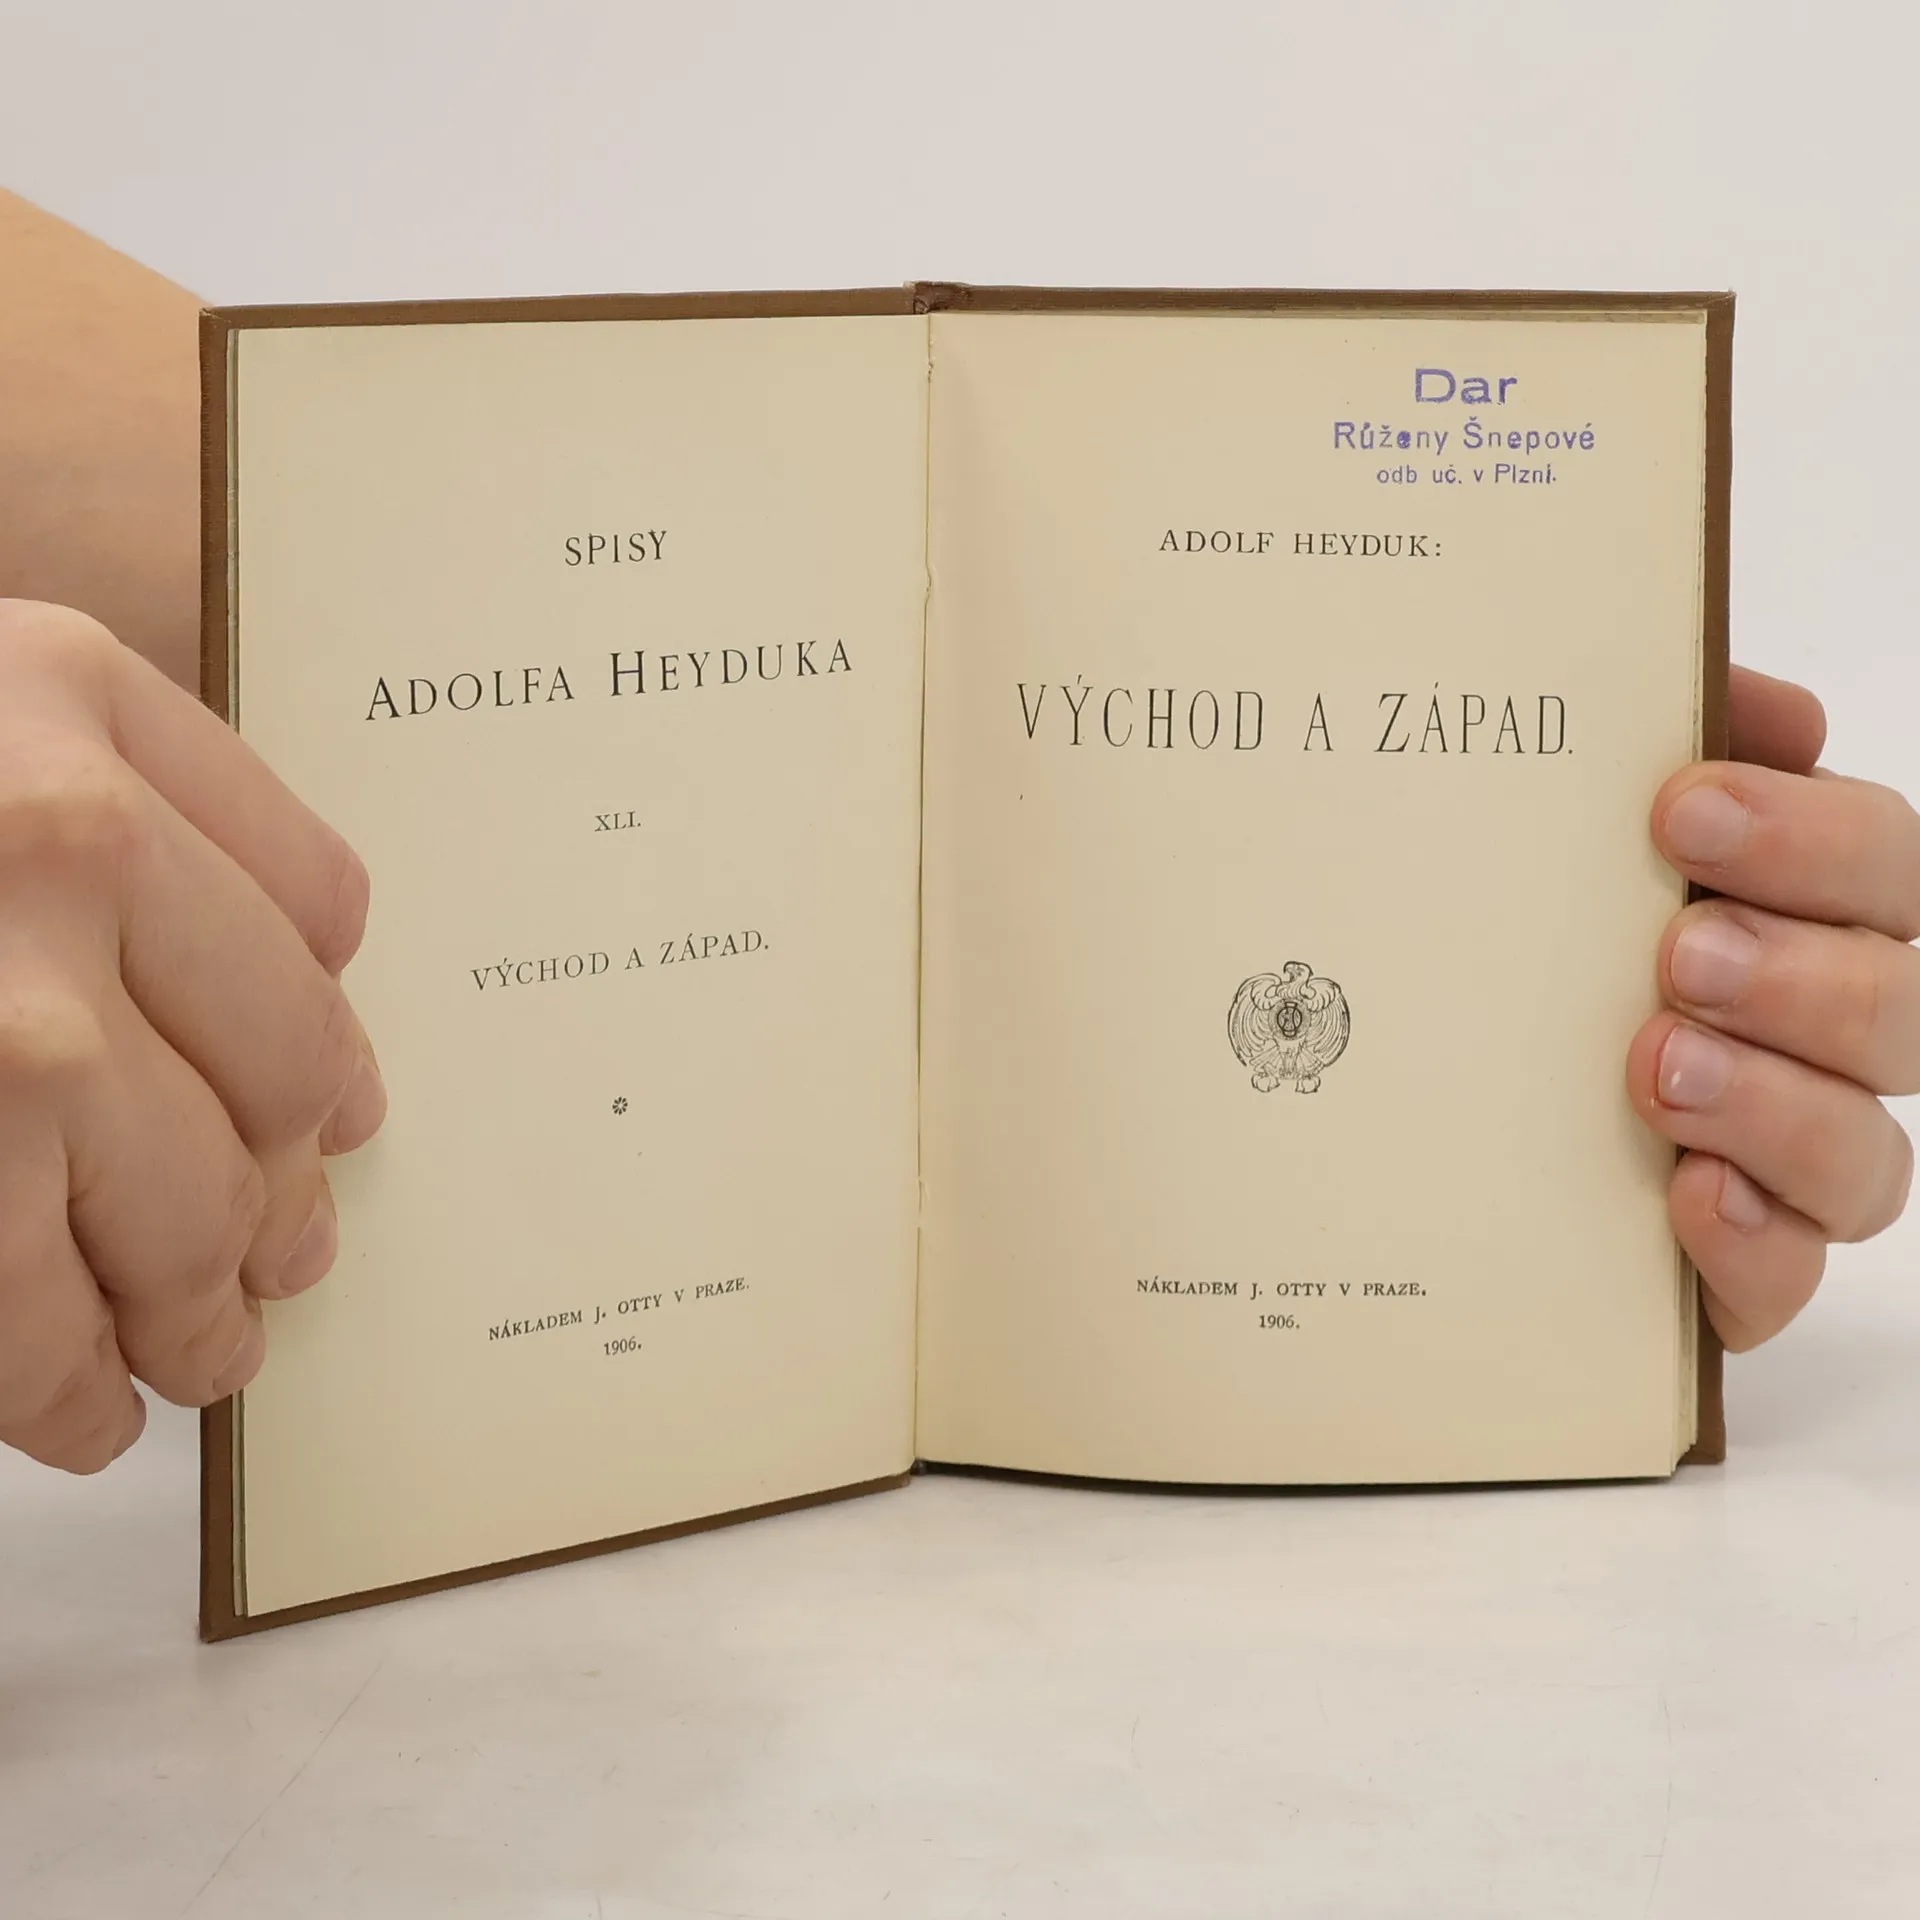 SPISY
ADOLFA HEYDUKA
XLI.
VÝCHOD A ZÁPAD.
NÁKLADEM J. OTTY V PRAZE.
1906.
Dar
Růženy Šnepové
odb uč. v Plzni.
ADOLF HEYDUK:
VÝCHOD A ZÁPAD.
NÁKLADEM J. OTTY V PRAZE.
1906.